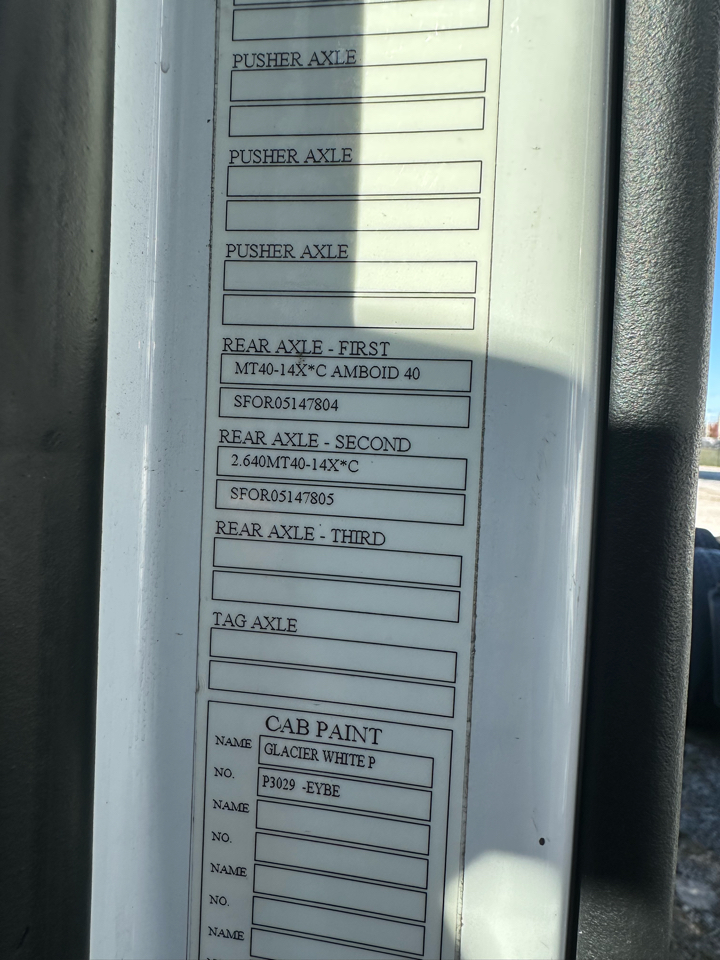 PUSHER AXLE
PUSHER AXLE
PUSHER AXLE
REAR AXLE - FIRST
MT40-14X*C AMBOID 40
SFOR05147804
REAR AXLE - SECOND
2.640MT40-14X*C
SFOR05147805
REAR AXLE - THIRD
TAG AXLE
CAB PAINT
NAME GLACIER WHITE P
NO. P3029 -EYBE
NAME
NO.
NAME
NO.
NAME